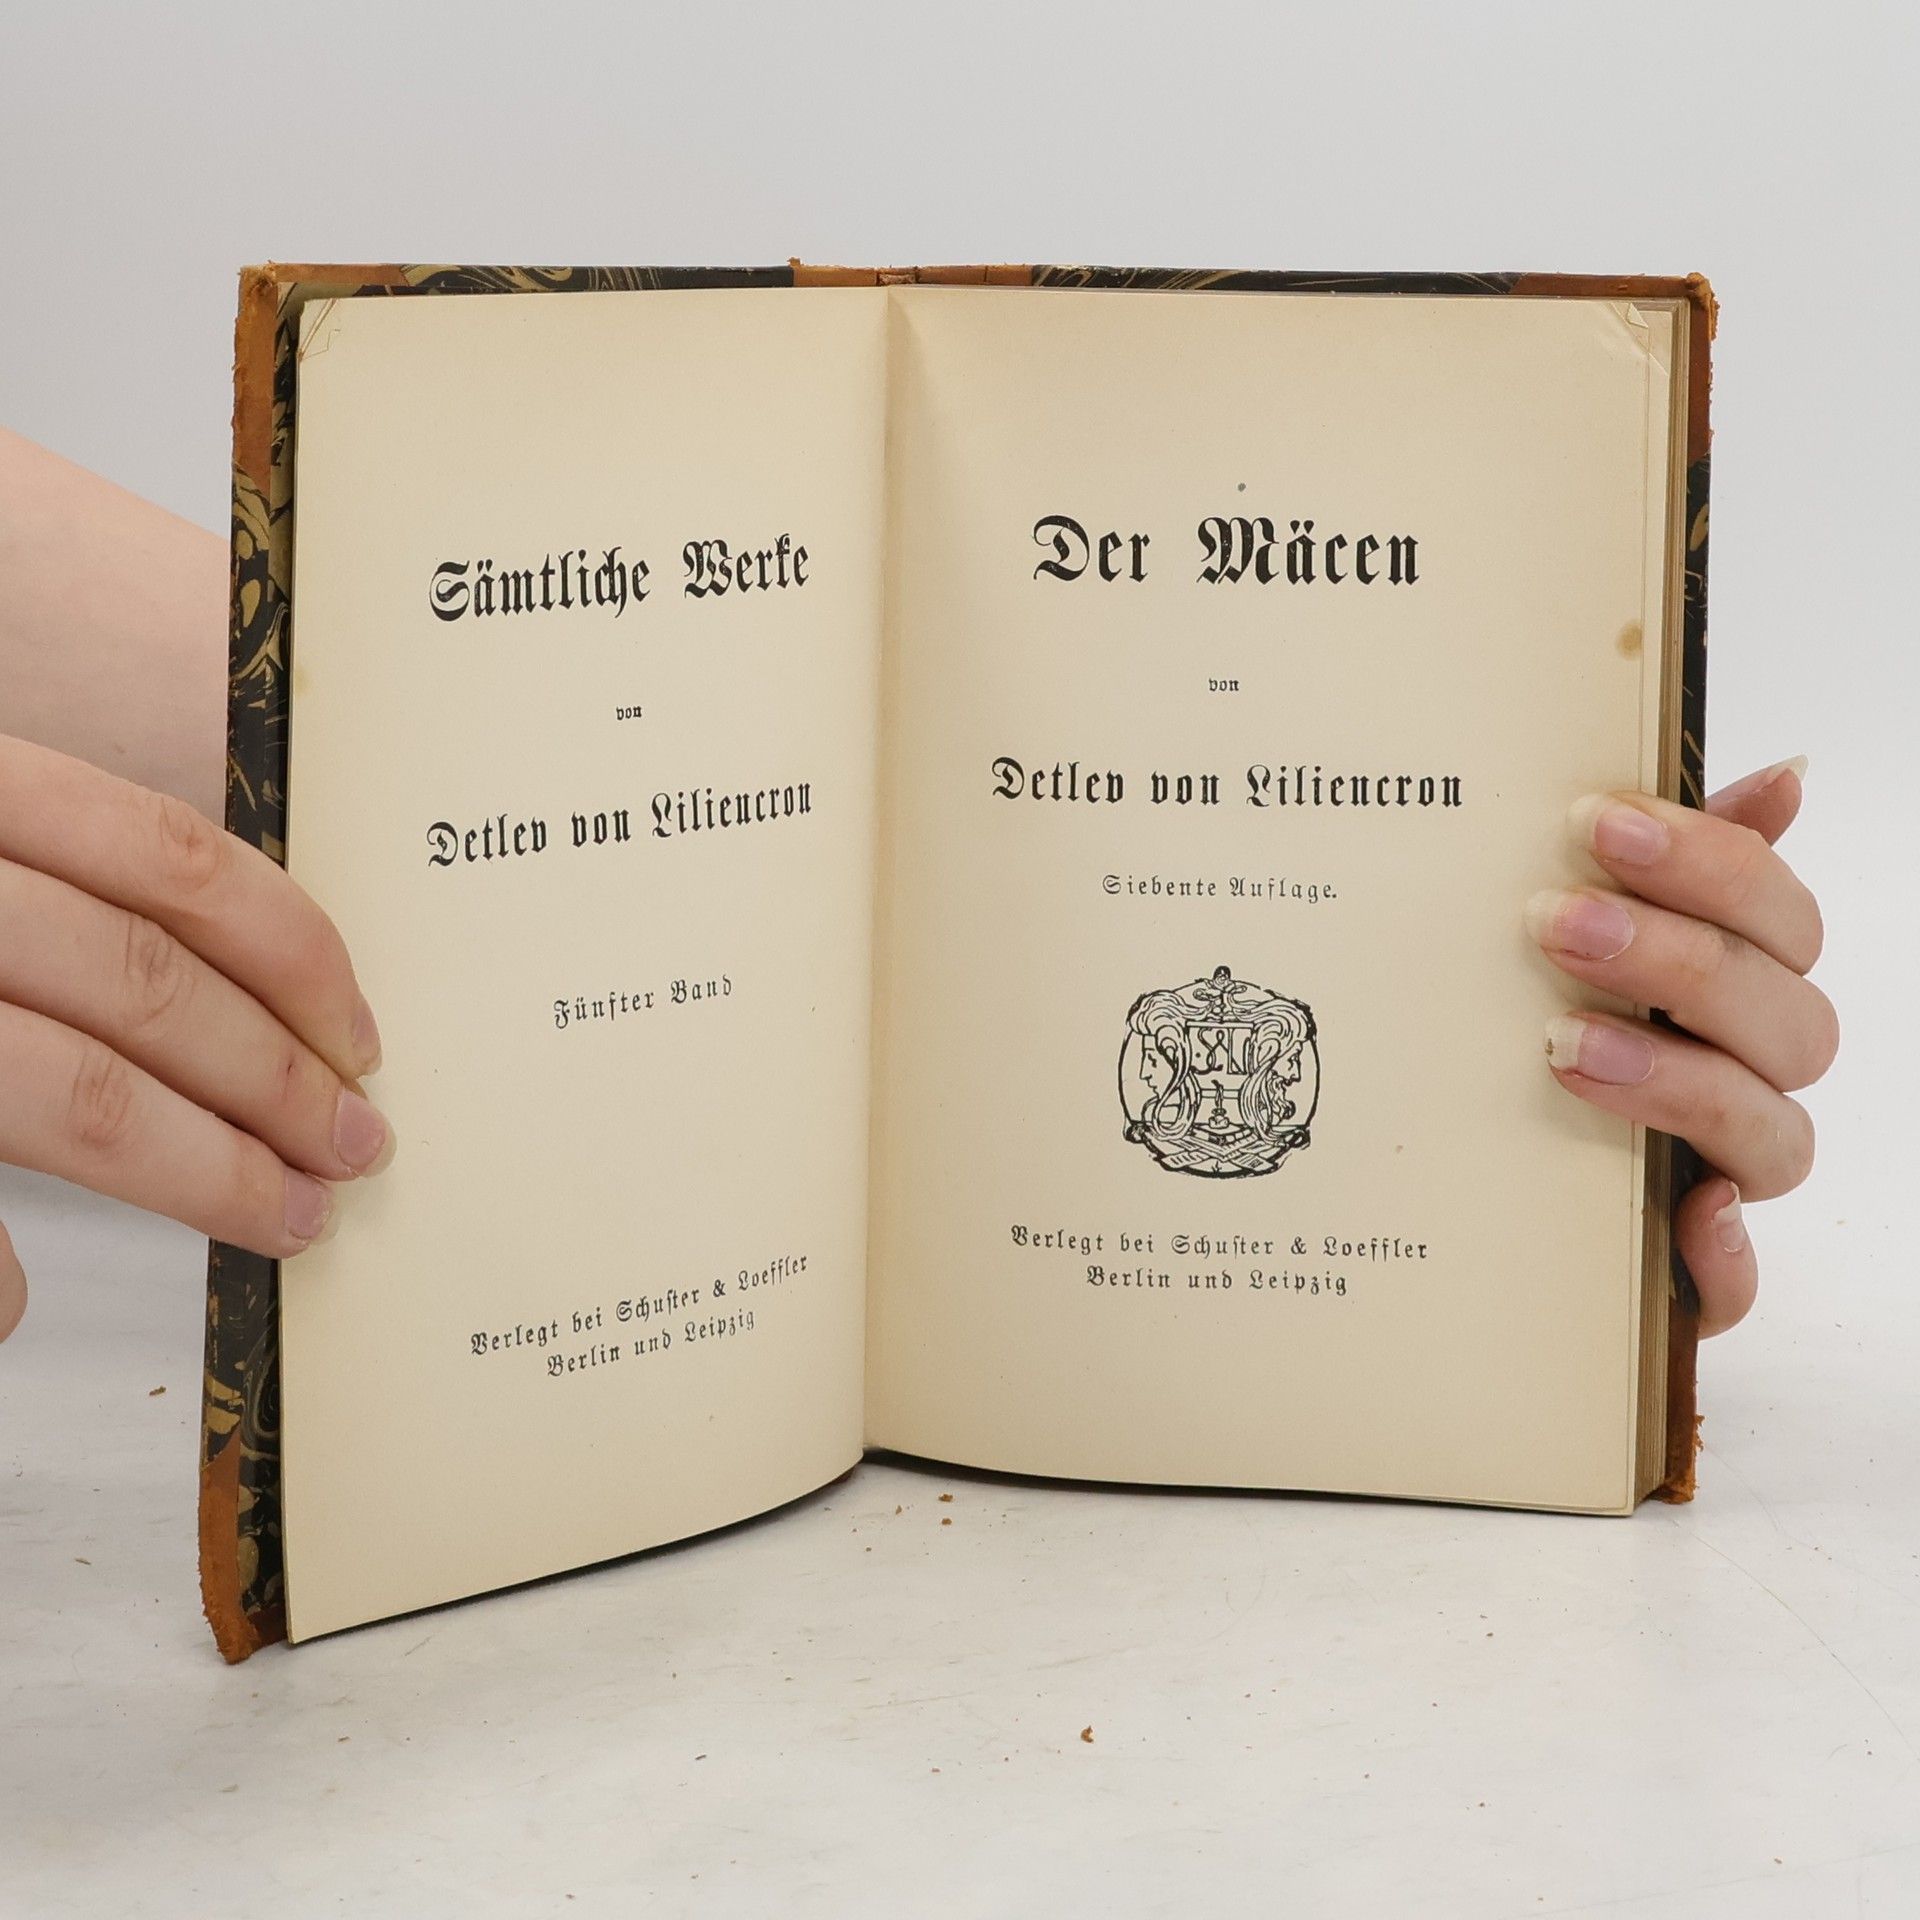 Sämtliche Werke
von
Detlev von Liliencron
Fünfter Band
Verlegt bei Schuſter & Loeffler
Berlin und Leipzig
Der Mäcen
von
Detlev von Liliencron
Siebente Auflage.
Verlegt bei Schuſter & Loeffler
Berlin und Leipzig